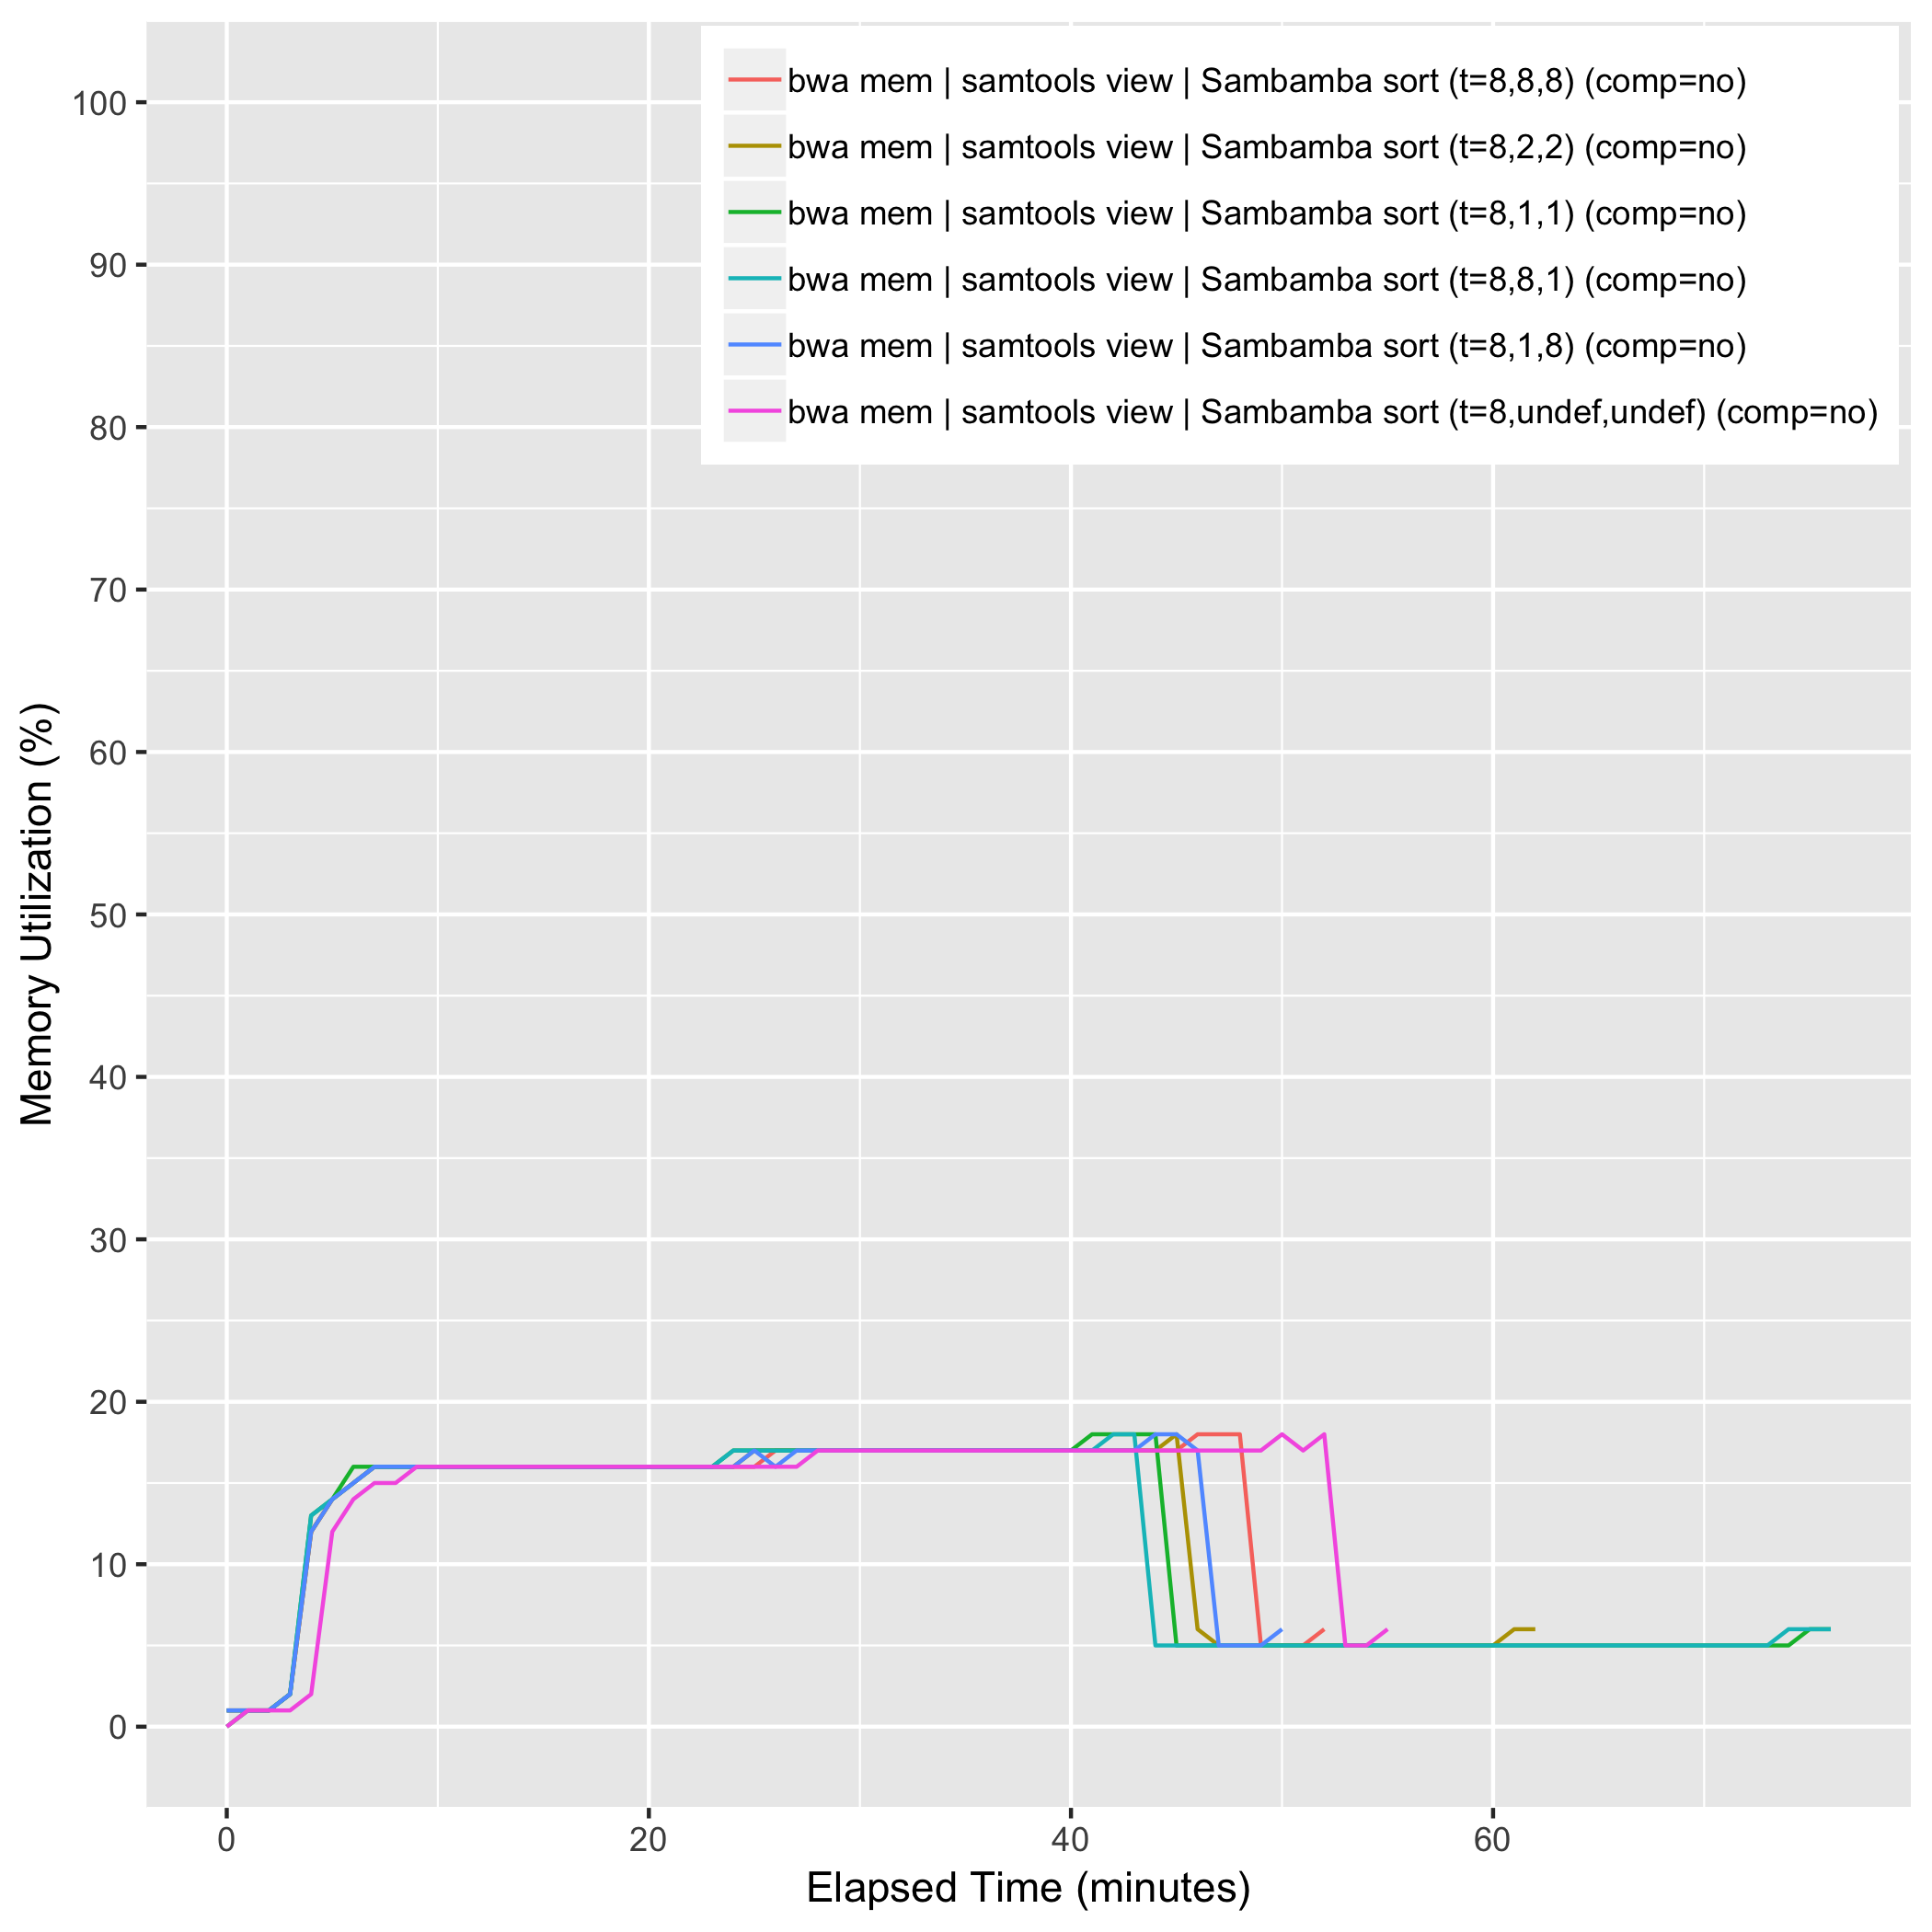 bwa mem | samtools view | Sambamba sort (t=8,8,8) (comp=no)
bwa mem | samtools view | Sambamba sort (t=8,2,2) (comp=no)
bwa mem | samtools view | Sambamba sort (t=8,1,1) (comp=no)
bwa mem | samtools view | Sambamba sort (t=8,8,1) (comp=no)
bwa mem | samtools view | Sambamba sort (t=8,1,8) (comp=no)
bwa mem | samtools view | Sambamba sort (t=8,undef,undef) (comp=no)
Memory Utilization (%)
100
90
80
70
60
50
40
30
20
10
0
0 20 40 60
Elapsed Time (minutes)